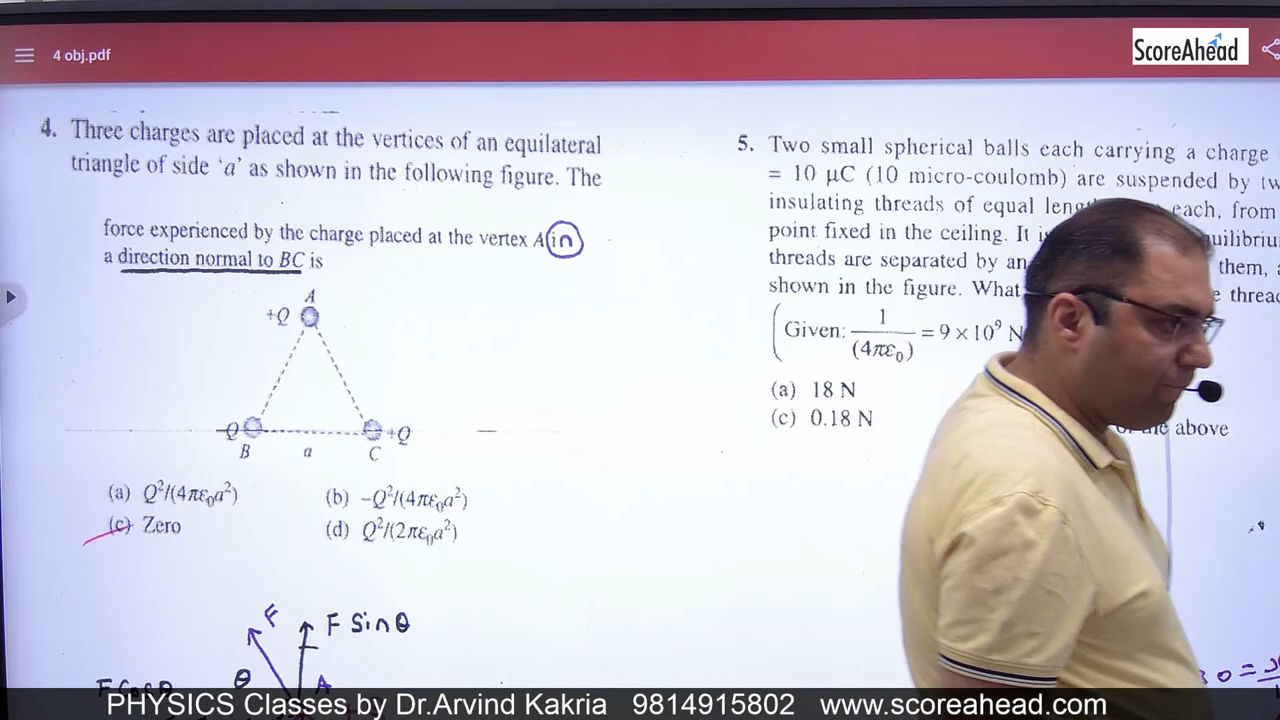 4 obj.pdf
ScoreAhead
4. Three charges are placed at the vertices of an equilateral
triangle of side 'a' as shown in the following figure. The
force experienced by the charge placed at the vertex A in
a direction normal to BC is
A
+Q
-Q
+Q
B
a
C
(a) Q²/(4πε₀a²)
(b) -Q²/(4πε₀a²)
(c) Zero
(d) Q²/(2πε₀a²)
F
F Sinθ
θ
A
5. Two small spherical balls each carrying a charge
= 10 μC (10 micro-coulomb) are suspended by
insulating threads of equal each, from
point fixed in the ceiling. It
threads are separated by an them,
shown in the figure. What
(Given: 1/(4πε₀) = 9 × 10⁹ N
(a) 18 N
(c) 0.18 N
the above
PHYSICS Classes by Dr.Arvind Kakria 9814915802 www.scoreahead.com